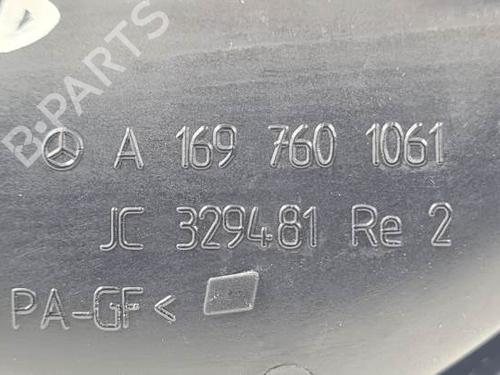 B-PARTS
A 169 760 1061
JC 329481 Re 2
PA-GF<